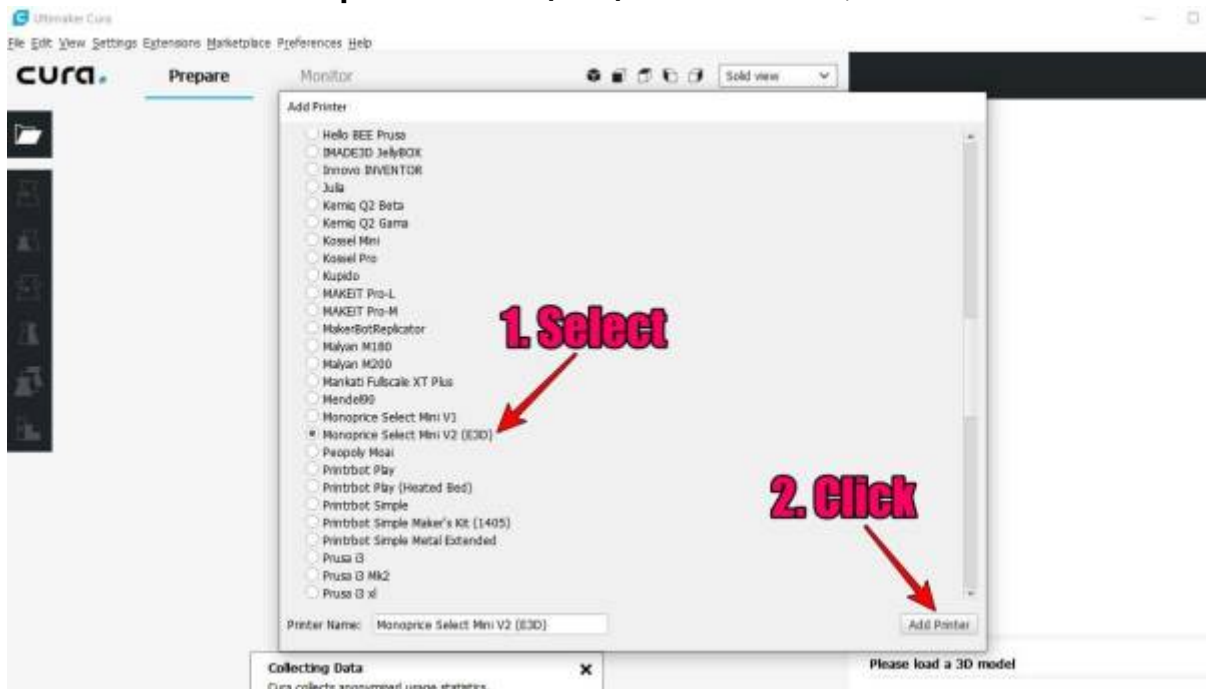 Ultimaker Cura
File Edit View Settings Extensions Marketplace Preferences Help
cura.
Prepare
Monitor
Solid view
Add Printer
Hello BEE Prusa
IMADE3D JellyBOX
Innovo INVENTOR
Julia
Kemiq Q2 Beta
Kemiq Q2 Gama
Kossel Mini
Kossel Pro
Kupido
MAKEiT Pro-L
MAKEiT Pro-M
MakerBotReplicator
Malyan M180
Malyan M200
Mankati Fullscale XT Plus
Mendel90
Monoprice Select Mini V1
Monoprice Select Mini V2 (E3D)
Peopoly Moai
Printrbot Play
Printrbot Play (Heated Bed)
Printrbot Simple
Printrbot Simple Maker's Kit (1405)
Printrbot Simple Metal Extended
Prusa i3
Prusa i3 Mk2
Prusa i3 xl
1. Select
2. Click
Printer Name: Monoprice Select Mini V2 (E3D)
Add Printer
Collecting Data
Cura collects anonymised usage statistics
Please load a 3D model